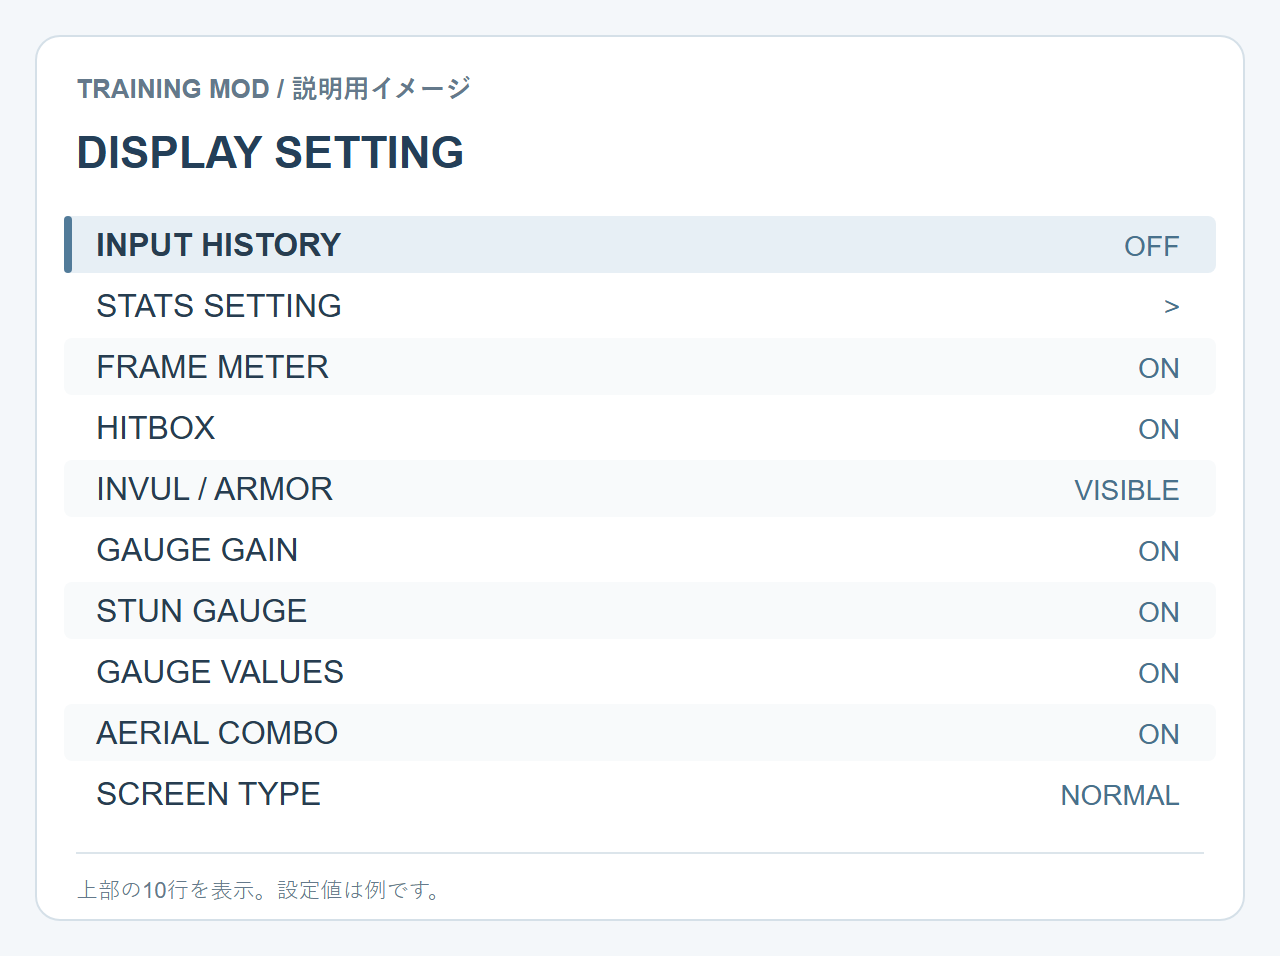 TRAINING MOD / 説明用イメージ
DISPLAY SETTING
INPUT HISTORY OFF
STATS SETTING >
FRAME METER ON
HITBOX ON
INVUL / ARMOR VISIBLE
GAUGE GAIN ON
STUN GAUGE ON
GAUGE VALUES ON
AERIAL COMBO ON
SCREEN TYPE NORMAL
上部の10行を表示。設定値は例です。